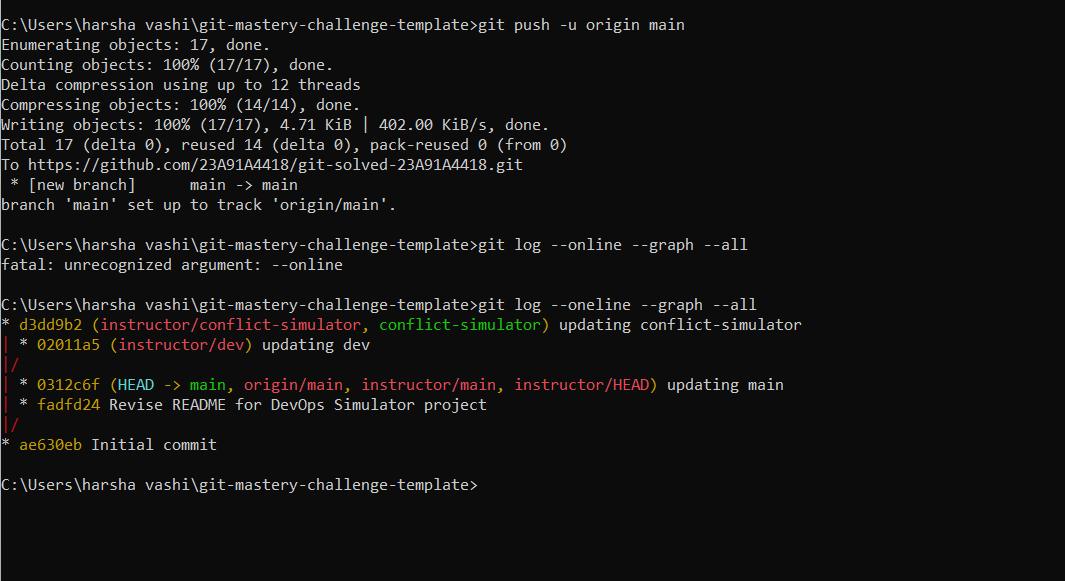 C:\Users\harsha vashi\git-mastery-challenge-template>git push -u origin main
Enumerating objects: 17, done.
Counting objects: 100% (17/17), done.
Delta compression using up to 12 threads
Compressing objects: 100% (14/14), done.
Writing objects: 100% (17/17), 4.71 KiB | 402.00 KiB/s, done.
Total 17 (delta 0), reused 14 (delta 0), pack-reused 0 (from 0)
To https://github.com/23A91A4418/git-solved-23A91A4418.git
 * [new branch]      main -> main
branch 'main' set up to track 'origin/main'.
C:\Users\harsha vashi\git-mastery-challenge-template>git log --online --graph --all
fatal: unrecognized argument: --online
C:\Users\harsha vashi\git-mastery-challenge-template>git log --oneline --graph --all
* d3dd9b2 (instructor/conflict-simulator, conflict-simulator) updating conflict-simulator
| * 02011a5 (instructor/dev) updating dev
|/
| * 0312c6f (HEAD -> main, origin/main, instructor/main, instructor/HEAD) updating main
| * fadfd24 Revise README for DevOps Simulator project
|/
* ae630eb Initial commit
C:\Users\harsha vashi\git-mastery-challenge-template>